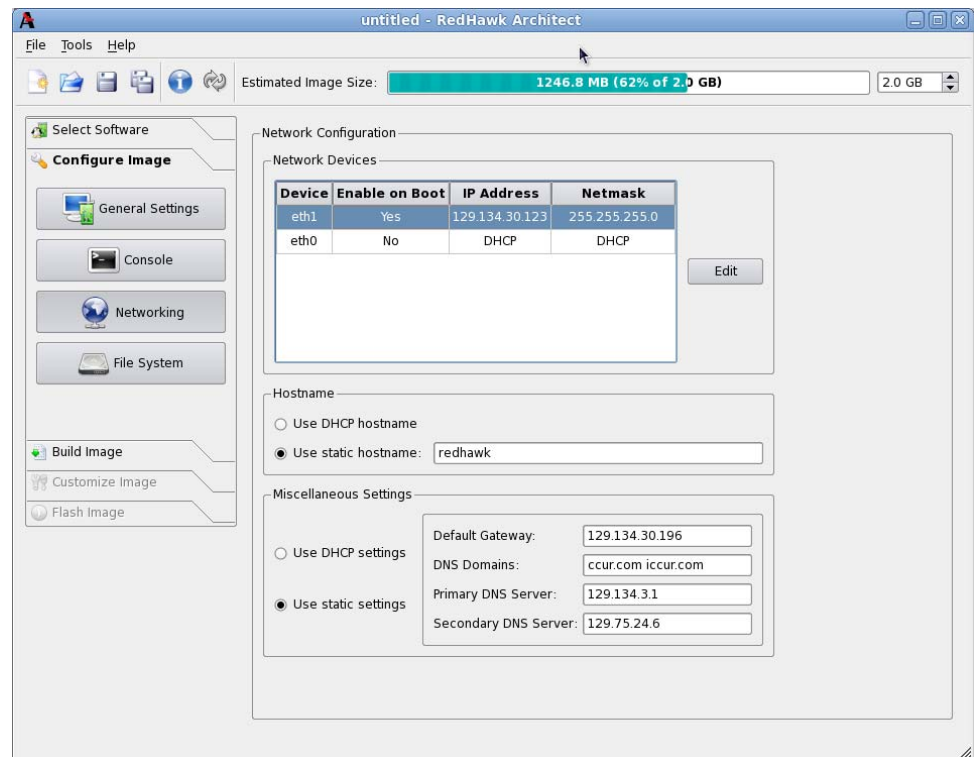 untitled - RedHawk Architect
File Tools Help
Estimated Image Size: 1246.8 MB (62% of 2.0 GB) 2.0 GB
Select Software
Configure Image
General Settings
Console
Networking
File System
Build Image
Customize Image
Flash Image
Network Configuration
Network Devices
Device Enable on Boot IP Address Netmask
eth1 Yes 129.134.30.123 255.255.255.0
eth0 No DHCP DHCP
Edit
Hostname
Use DHCP hostname
Use static hostname: redhawk
Miscellaneous Settings
Use DHCP settings
Use static settings
Default Gateway: 129.134.30.196
DNS Domains: ccur.com iccur.com
Primary DNS Server: 129.134.3.1
Secondary DNS Server: 129.75.24.6